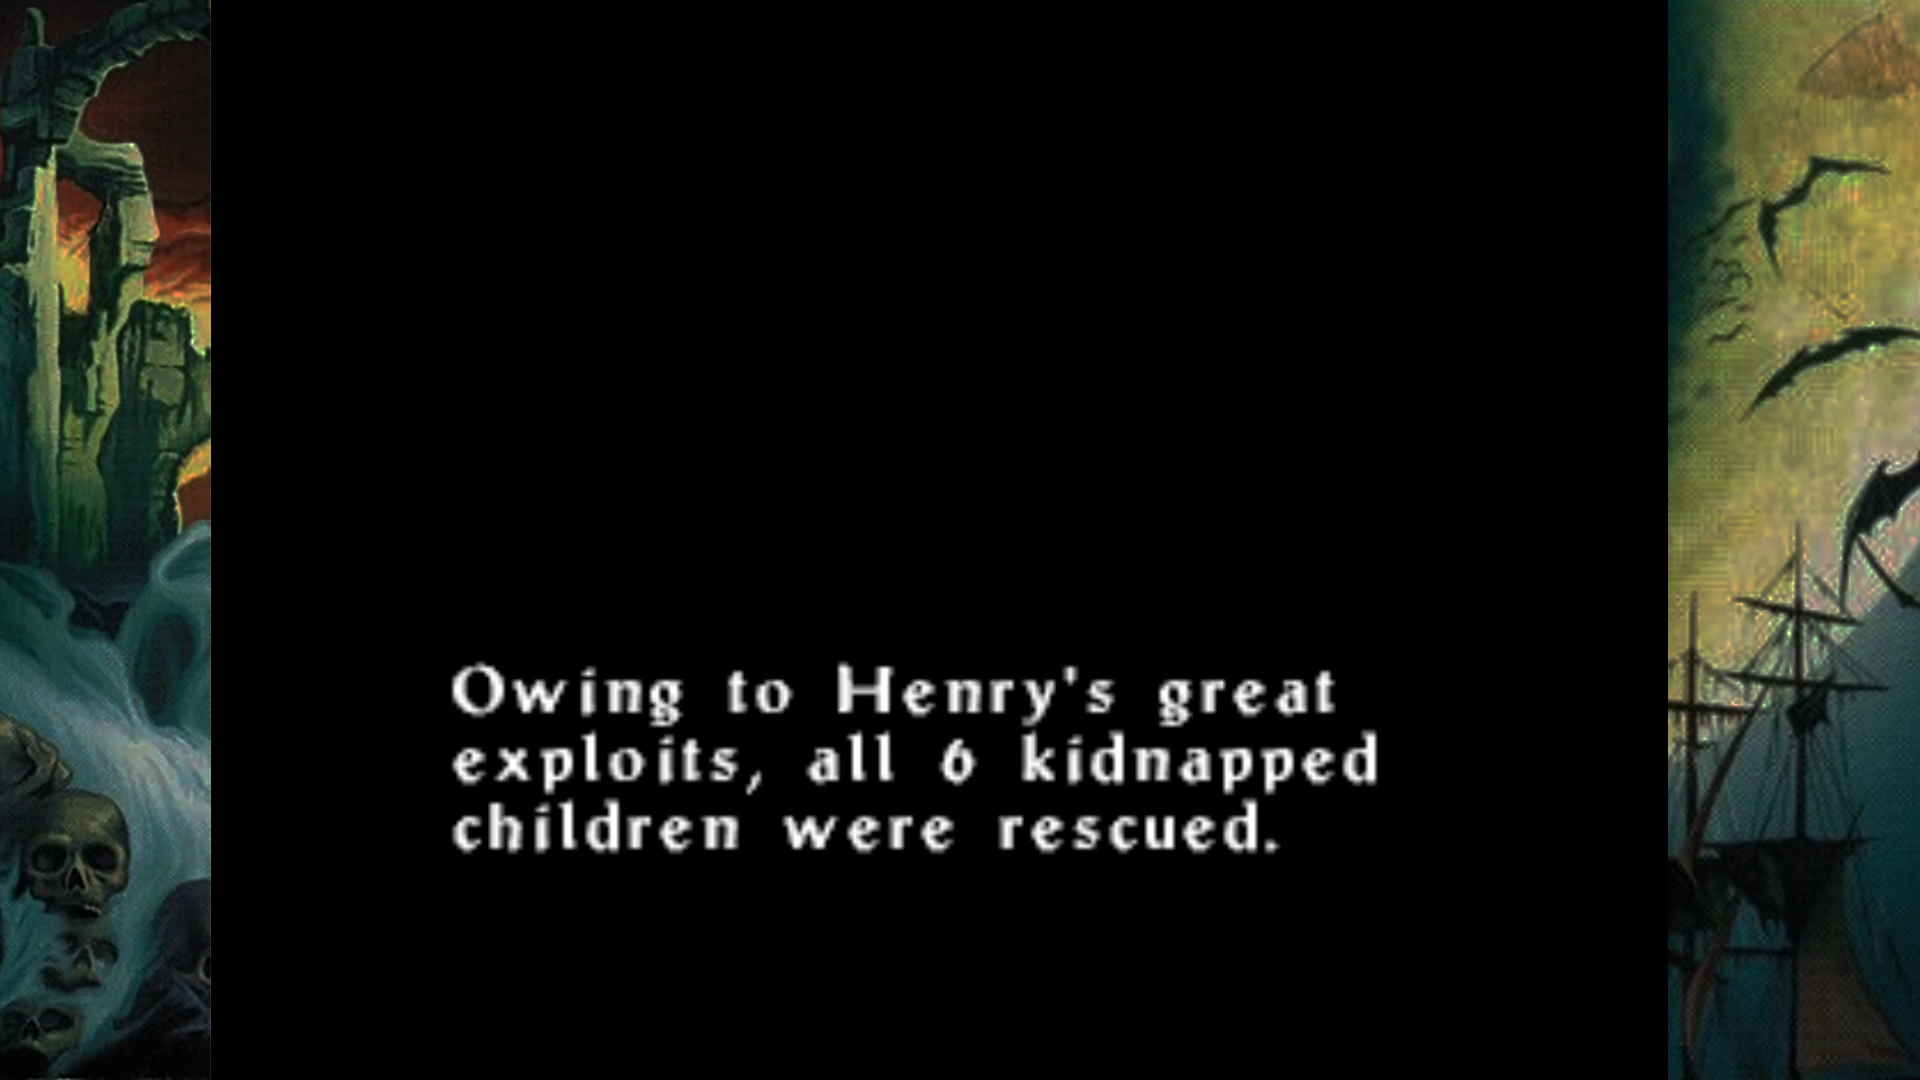 Owing to Henry's great
exploits, all 6 kidnapped
children were rescued.